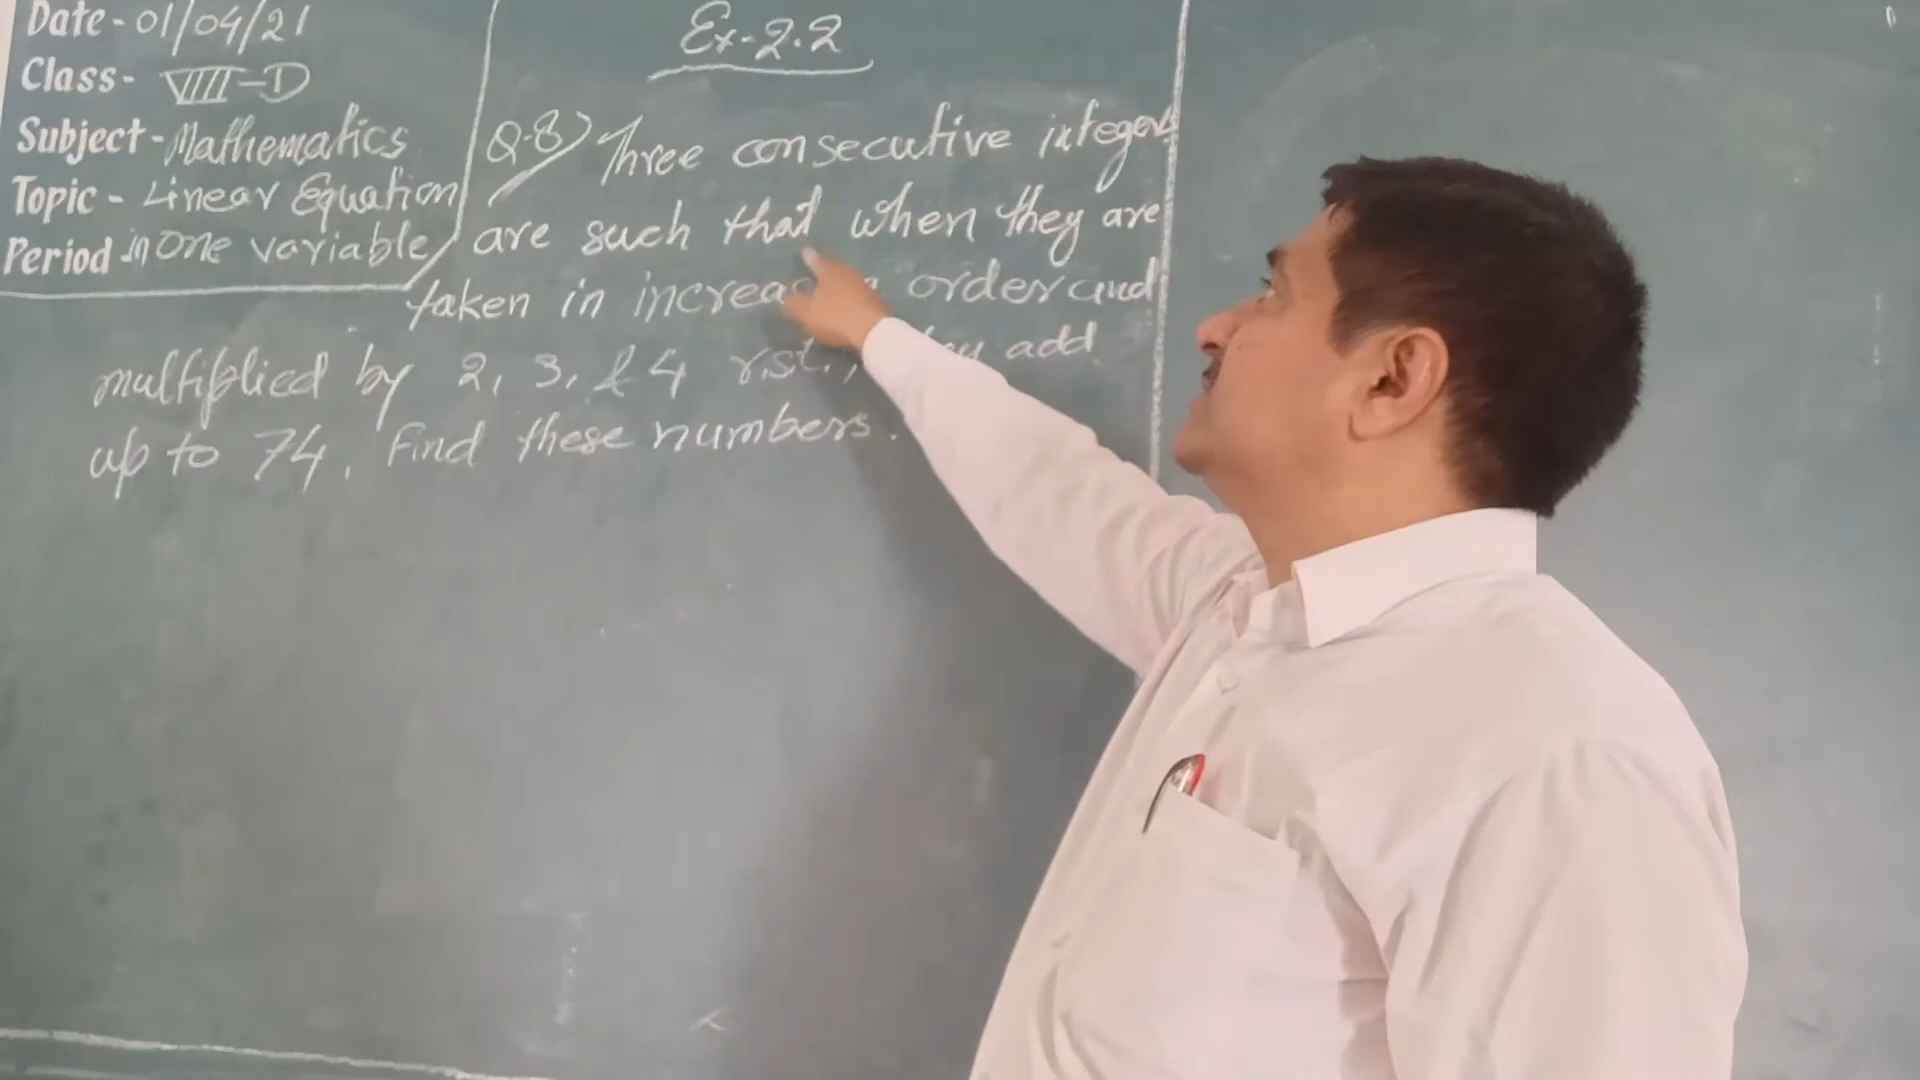 Date - 01/04/21
Class - VIII - D
Subject - Mathematics
Topic - Linear Equation
Period in One variable
Ex - 2.2
Q-8) Three consecutive integers
are such that when they are
taken in increas order and
multiplied by 2, 3, & 4 rst., add
up to 74. Find these numbers.